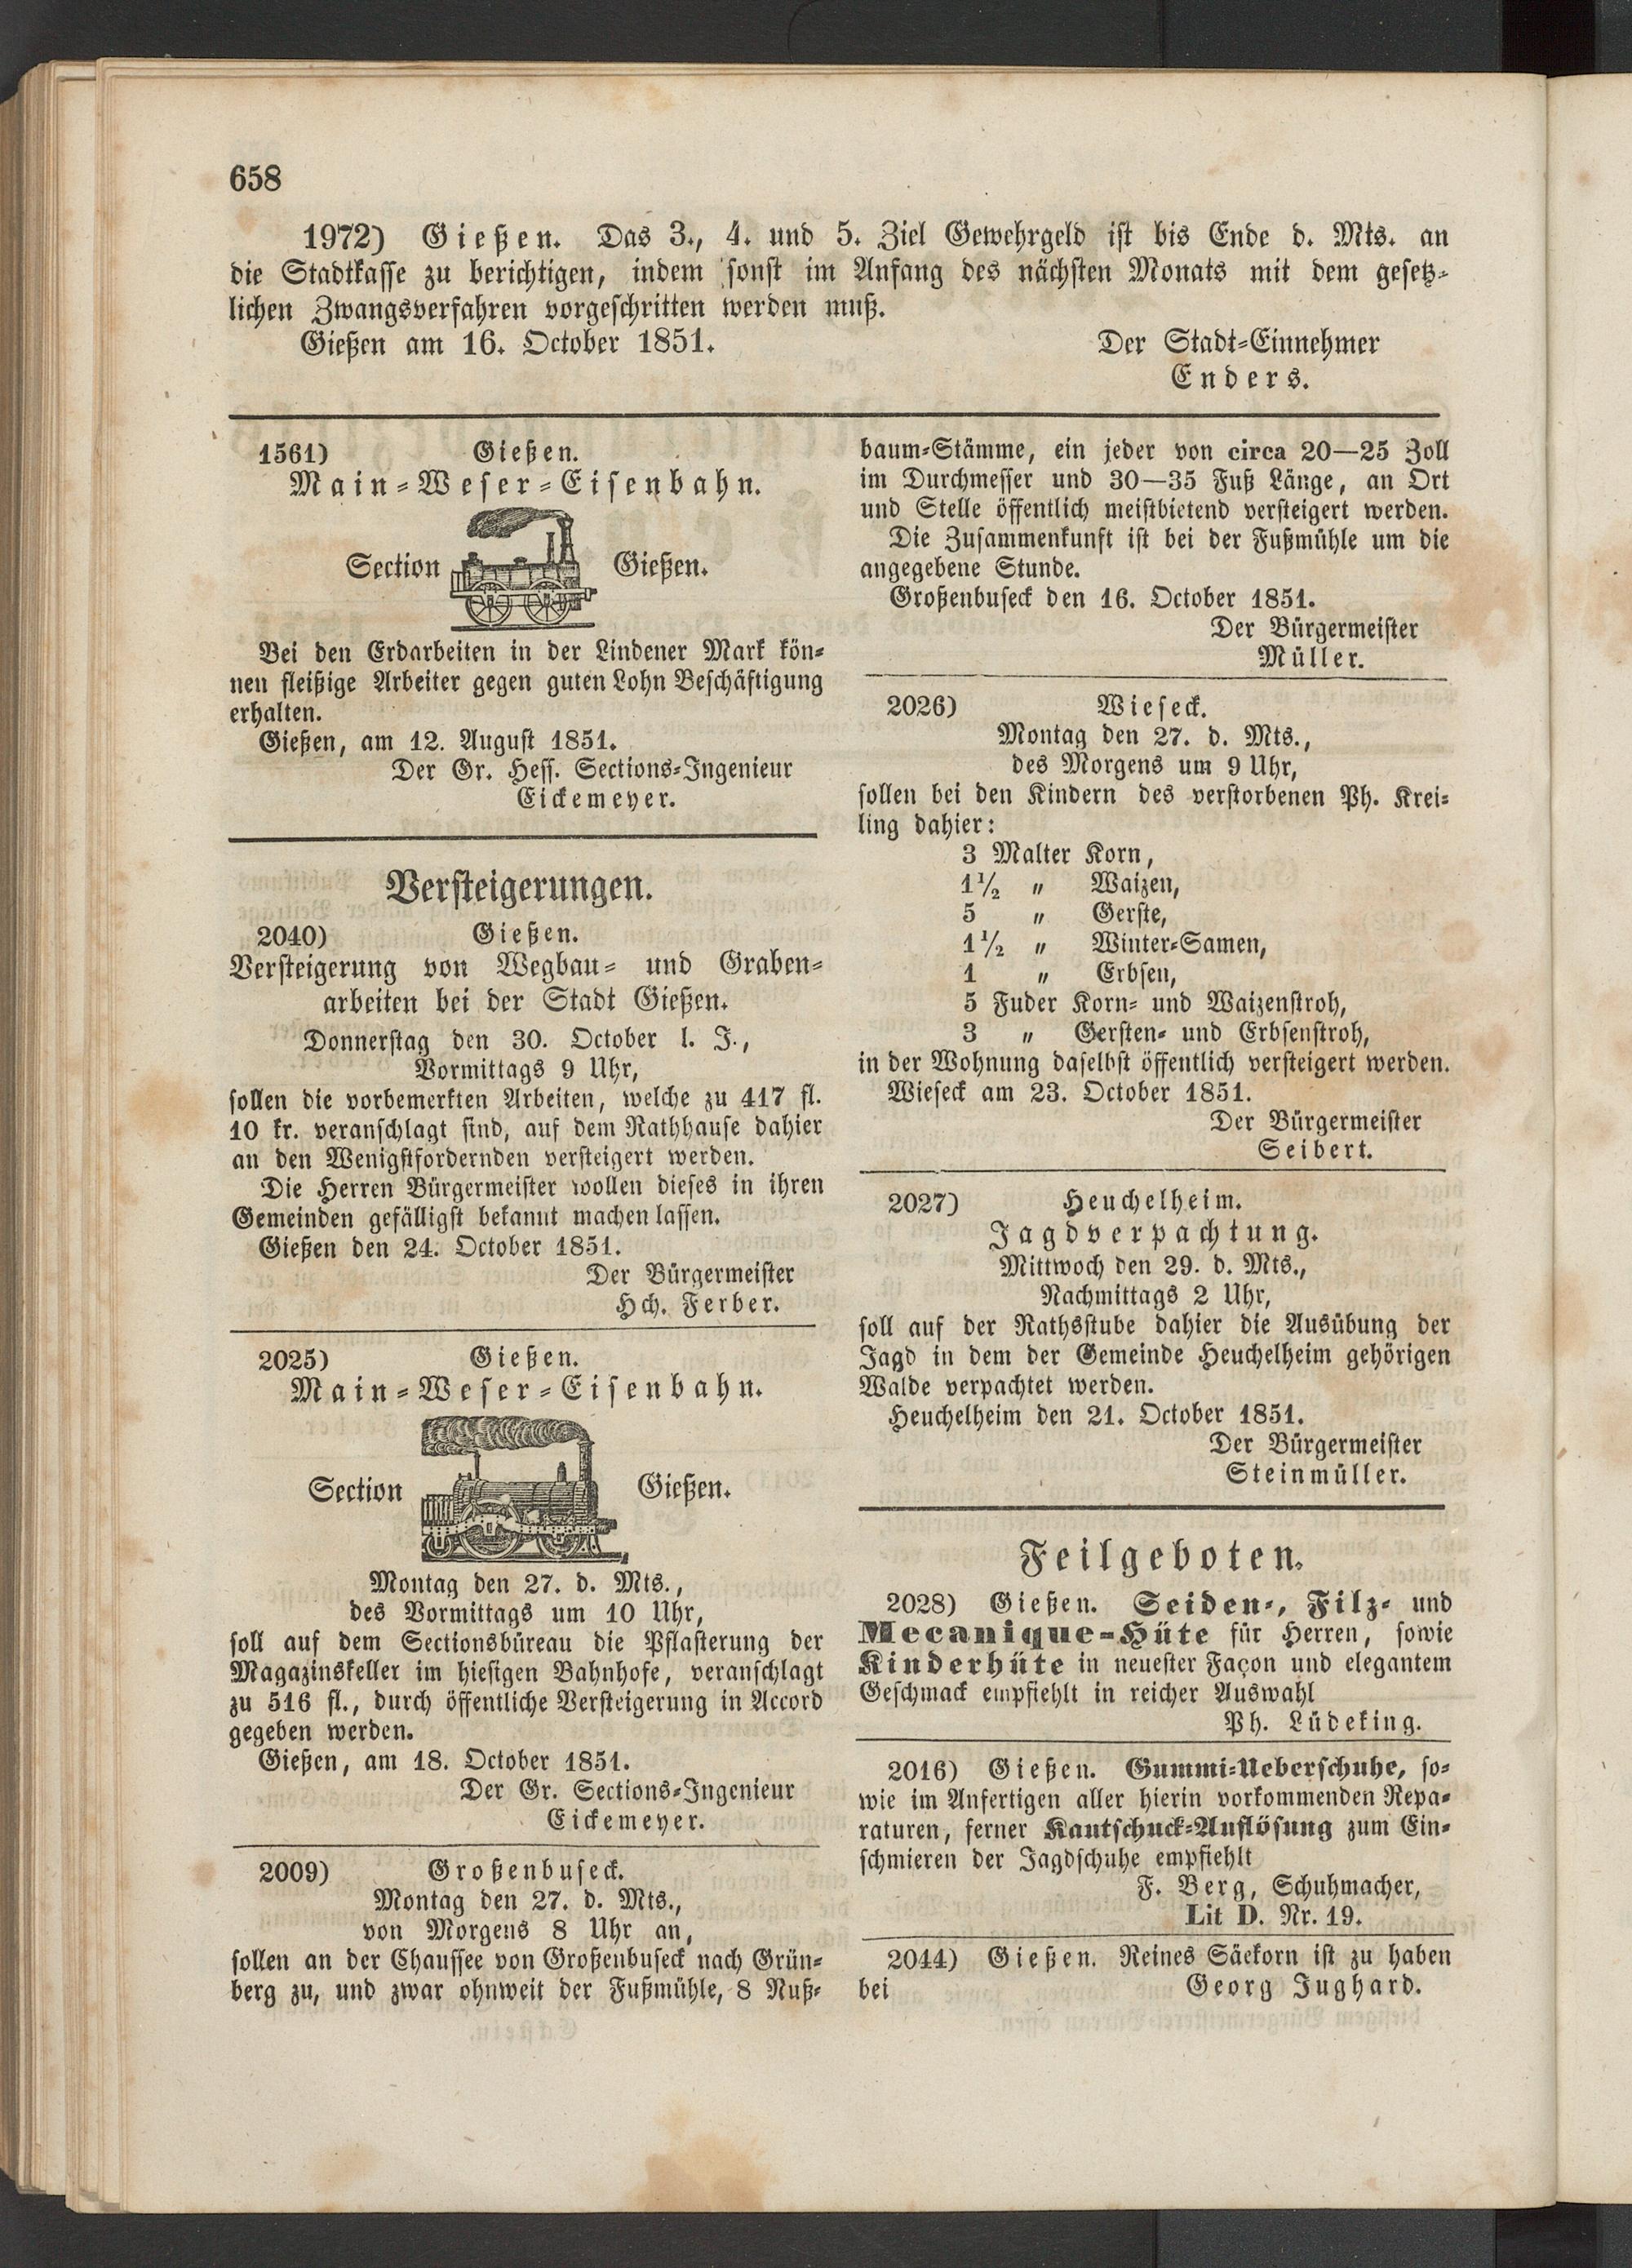 658
1972) Gießen. Das 3., 4. und 5. Ziel Gewehrgeld ist bis Ende d. Mts. an
die Stadtkasse zu berichtigen, indem sonst im Anfang des nächsten Monats mit dem gesetz-
lichen Zwangsverfahren vorgeschritten werden muß.
Gießen am 16. October 1851. Der Stadt-Einnehmer
Enders.
1561) Gießen.
Main-Weser-Eisenbahn.
Section Gießen.
Bei den Erdarbeiten in der Lindener Mark kön-
nen fleißige Arbeiter gegen guten Lohn Beschäftigung
erhalten.
Gießen, am 12. August 1851.
Der Gr. Hess. Sections-Ingenieur
Eickemeyer.
Versteigerungen.
2040) Gießen.
Versteigerung von Wegbau- und Graben-
arbeiten bei der Stadt Gießen.
Donnerstag den 30. October l. J.,
Vormittags 9 Uhr,
sollen die vorbemerkten Arbeiten, welche zu 417 fl.
10 kr. veranschlagt sind, auf dem Rathhause dahier
an den Wenigstfordernden versteigert werden.
Die Herren Bürgermeister wollen dieses in ihren
Gemeinden gefälligst bekannt machen lassen.
Gießen den 24. October 1851.
Der Bürgermeister
Hch. Ferber.
2025) Gießen.
Main-Weser-Eisenbahn.
Section Gießen.
Montag den 27. d. Mts.,
des Vormittags um 10 Uhr,
soll auf dem Sectionsbüreau die Pflasterung der
Magazinskeller im hiesigen Bahnhofe, veranschlagt
zu 516 fl., durch öffentliche Versteigerung in Accord
gegeben werden.
Gießen, am 18. October 1851.
Der Gr. Sections-Ingenieur
Eickemeyer.
2009) Großenbuseck.
Montag den 27. d. Mts.,
von Morgens 8 Uhr an,
sollen an der Chaussee von Großenbuseck nach Grün-
berg zu, und zwar ohnweit der Fußmühle, 8 Nuß-
baum-Stämme, ein jeder von circa 20—25 Zoll
im Durchmesser und 30—35 Fuß Länge, an Ort
und Stelle öffentlich meistbietend versteigert werden.
Die Zusammenkunft ist bei der Fußmühle um die
angegebene Stunde.
Großenbuseck den 16. October 1851.
Der Bürgermeister
Müller.
2026) Wieseck.
Montag den 27. d. Mts.,
des Morgens um 9 Uhr,
sollen bei den Kindern des verstorbenen Ph. Krei-
ling dahier:
3 Malter Korn,
1½ „ Waizen,
5 „ Gerste,
1½ „ Winter-Samen,
1 „ Erbsen,
5 Fuder Korn- und Waizenstroh,
3 „ Gersten- und Erbsenstroh,
in der Wohnung daselbst öffentlich versteigert werden.
Wieseck am 23. October 1851.
Der Bürgermeister
Seibert.
2027) Heuchelheim.
Jagdverpachtung.
Mittwoch den 29. d. Mts.,
Nachmittags 2 Uhr,
soll auf der Rathsstube dahier die Ausübung der
Jagd in dem der Gemeinde Heuchelheim gehörigen
Walde verpachtet werden.
Heuchelheim den 21. October 1851.
Der Bürgermeister
Steinmüller.
Feilgeboten.
2028) Gießen. Seiden-, Filz- und
Mecanique-Hüte für Herren, sowie
Kinderhüte in neuester Façon und elegantem
Geschmack empfiehlt in reicher Auswahl
Ph. Lüdeking.
2016) Gießen. Gummi-Ueberschuhe, so-
wie im Anfertigen aller hierin vorkommenden Repa-
raturen, ferner Kautschuck-Auflösung zum Ein-
schmieren der Jagdschuhe empfiehlt
F. Berg, Schuhmacher,
Lit D. Nr. 19.
2044) Gießen. Reines Säekorn ist zu haben
bei Georg Jughard.